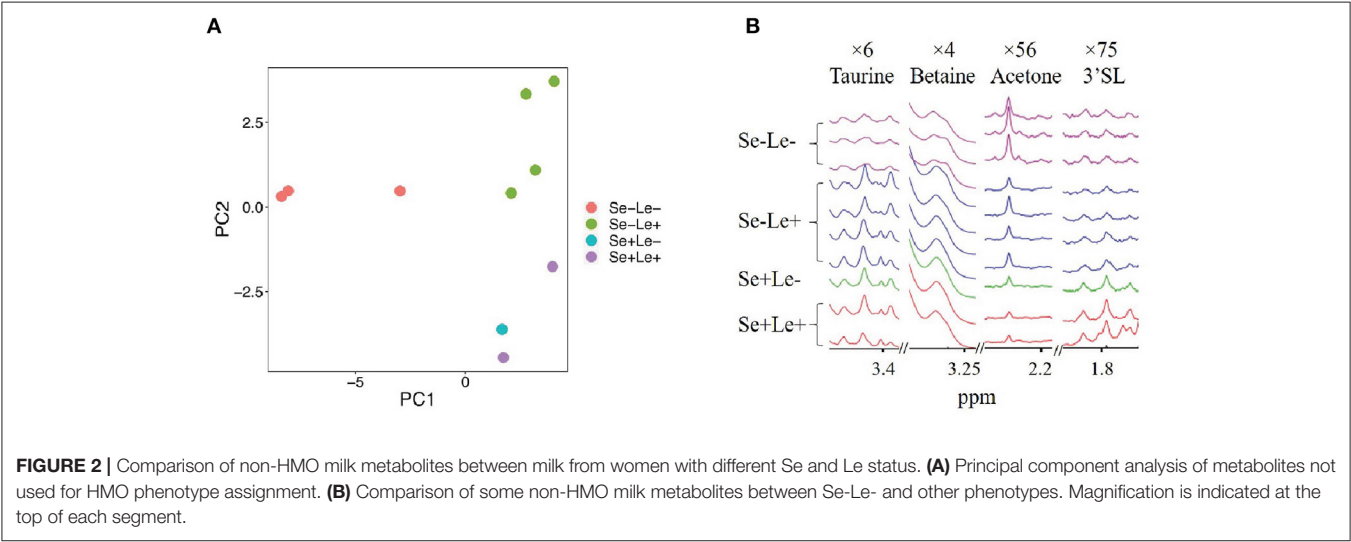 A
B
2.5
0.0
−2.5
PC2
−5
0
PC1
Se−Le−
Se−Le+
Se+Le−
Se+Le+
×6 ×4 ×56 ×75
Taurine Betaine Acetone 3'SL
Se-Le-
Se-Le+
Se+Le-
Se+Le+
3.4 3.25 2.2 1.8
ppm
FIGURE 2 | Comparison of non-HMO milk metabolites between milk from women with different Se and Le status. (A) Principal component analysis of metabolites not
used for HMO phenotype assignment. (B) Comparison of some non-HMO milk metabolites between Se-Le- and other phenotypes. Magnification is indicated at the
top of each segment.